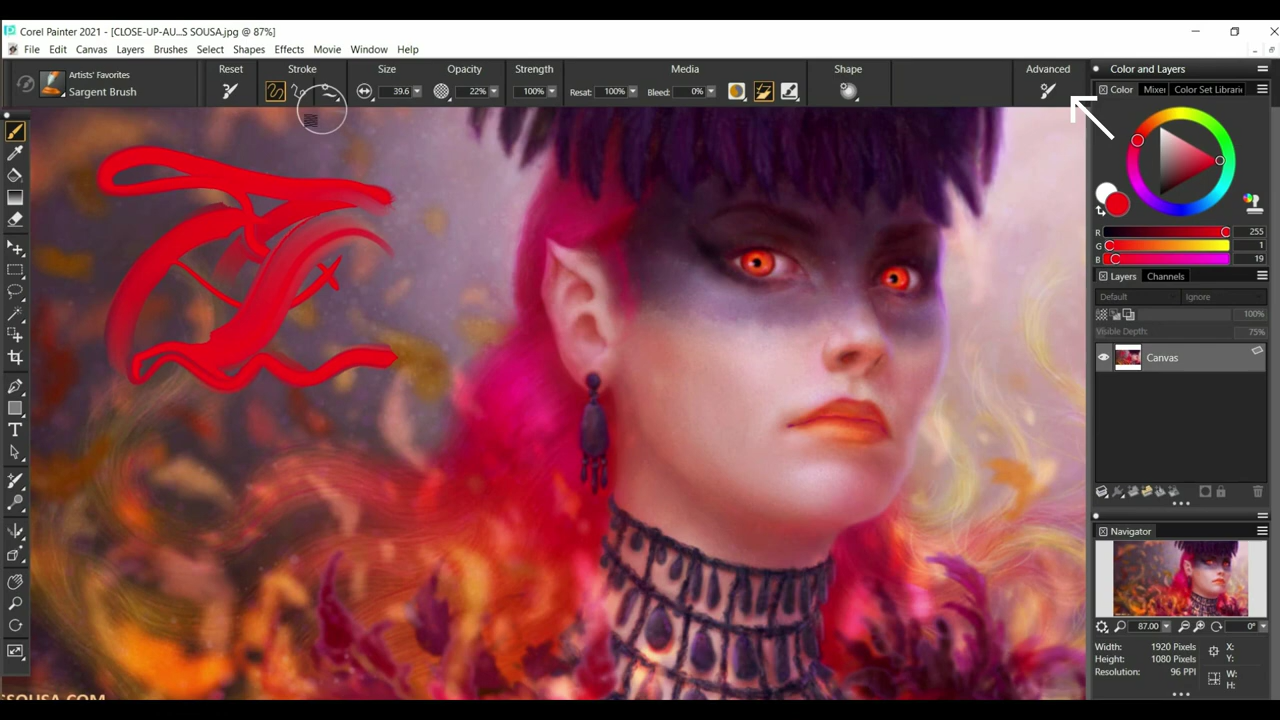 Corel Painter 2021 - [CLOSE-UP-AU...S SOUSA.jpg @ 87%]
File Edit Canvas Layers Brushes Select Shapes Effects Movie Window Help
Artists' Favorites
Sargent Brush
Reset Stroke Size Opacity Strength Media Shape Advanced
39.6 22% 100% Resat: 100% Bleed: 0%
Color and Layers
Color Mixer Color Set Librari
R 255
G 1
B 19
Layers Channels
Default Ignore
100%
Visible Depth: 75%
Canvas
T
Navigator
87.00 0°
Width: 1920 Pixels X:
Height: 1080 Pixels Y:
Resolution: 96 PPI W:
H:
SSOUSA.COM